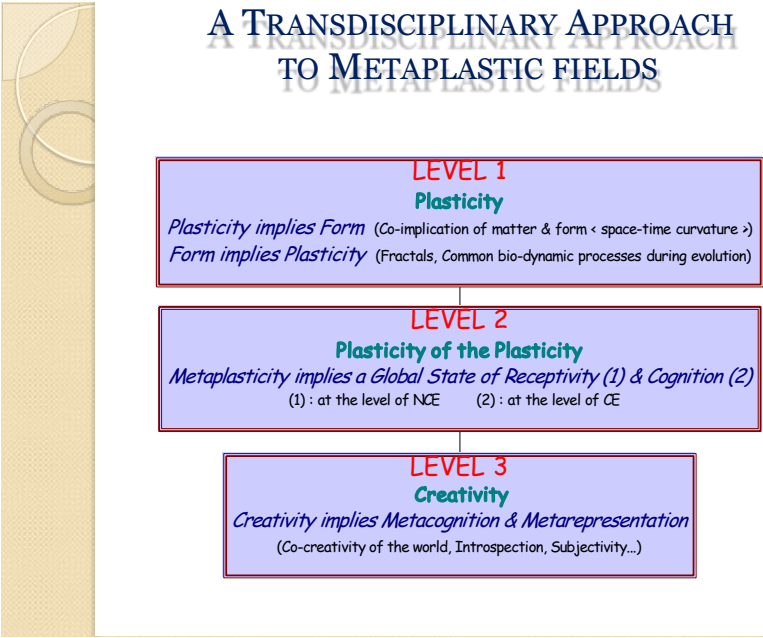 A TRANSDISCIPLINARY APPROACH
TO METAPLASTIC FIELDS
LEVEL 1
Plasticity
Plasticity implies Form (Co-implication of matter & form < space-time curvature >)
Form implies Plasticity (Fractals, Common bio-dynamic processes during evolution)
LEVEL 2
Plasticity of the Plasticity
Metaplasticity implies a Global State of Receptivity (1) & Cognition (2)
(1) : at the level of NCE (2) : at the level of CE
LEVEL 3
Creativity
Creativity implies Metacognition & Metarepresentation
(Co-creativity of the world, Introspection, Subjectivity...)